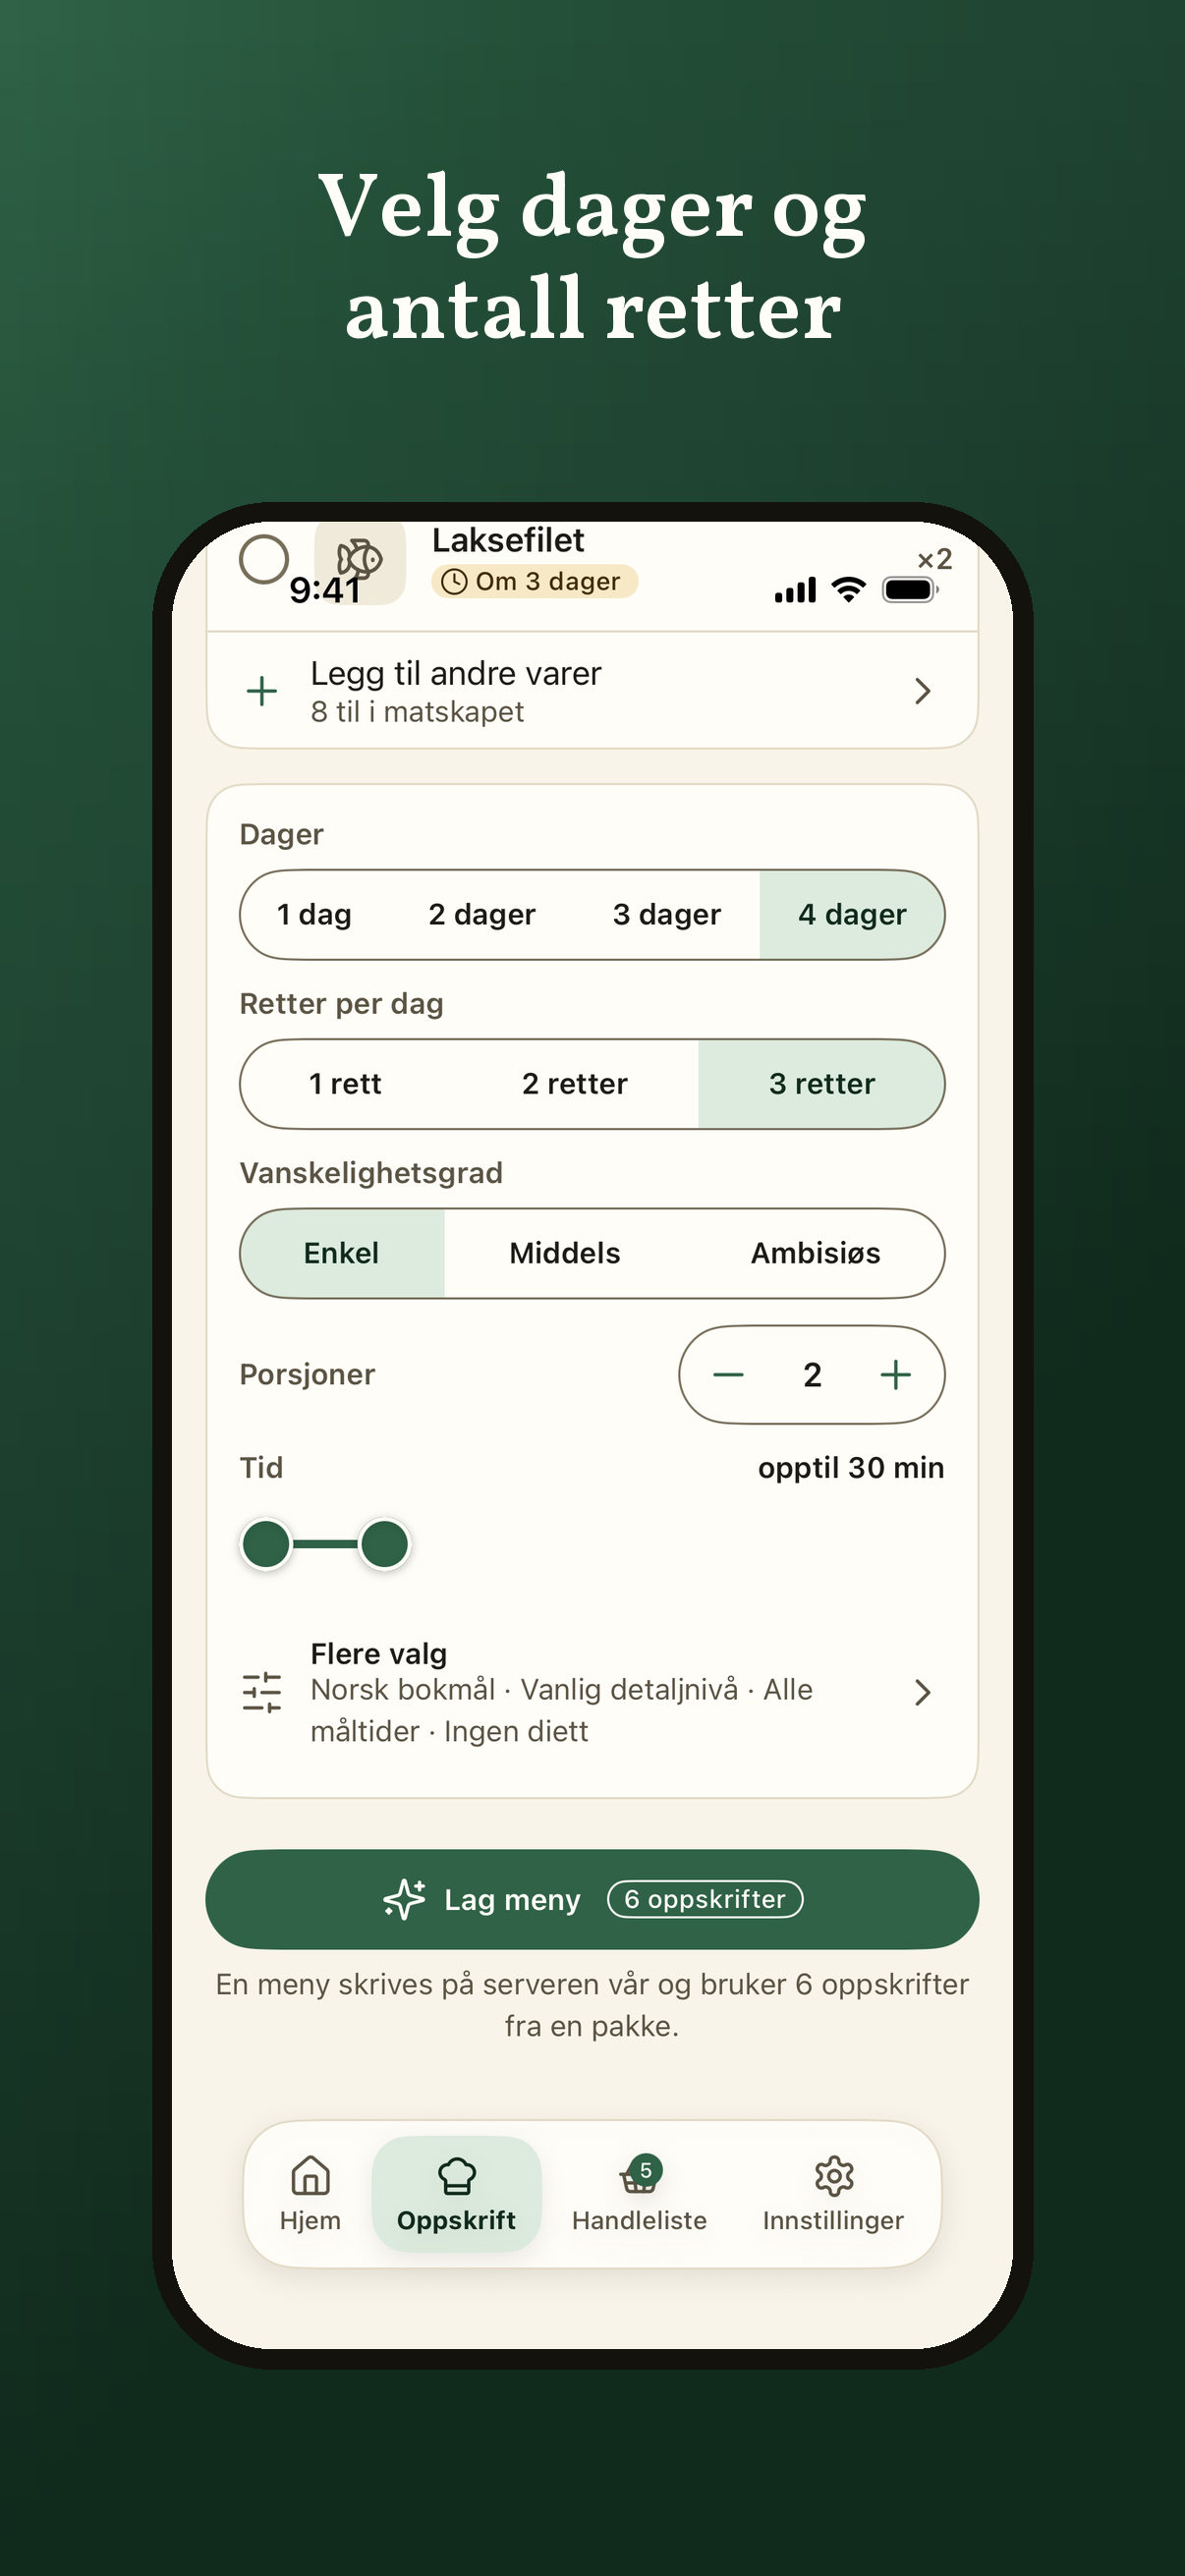 Velg dager og
antall retter
Laksefilet
Om 3 dager
×2
9:41
Legg til andre varer
8 til i matskapet
Dager
1 dag
2 dager
3 dager
4 dager
Retter per dag
1 rett
2 retter
3 retter
Vanskelighetsgrad
Enkel
Middels
Ambisiøs
Porsjoner
2
Tid
opptil 30 min
Flere valg
Norsk bokmål · Vanlig detaljnivå · Alle
måltider · Ingen diett
Lag meny
6 oppskrifter
En meny skrives på serveren vår og bruker 6 oppskrifter
fra en pakke.
5
Hjem
Oppskrift
Handleliste
Innstillinger